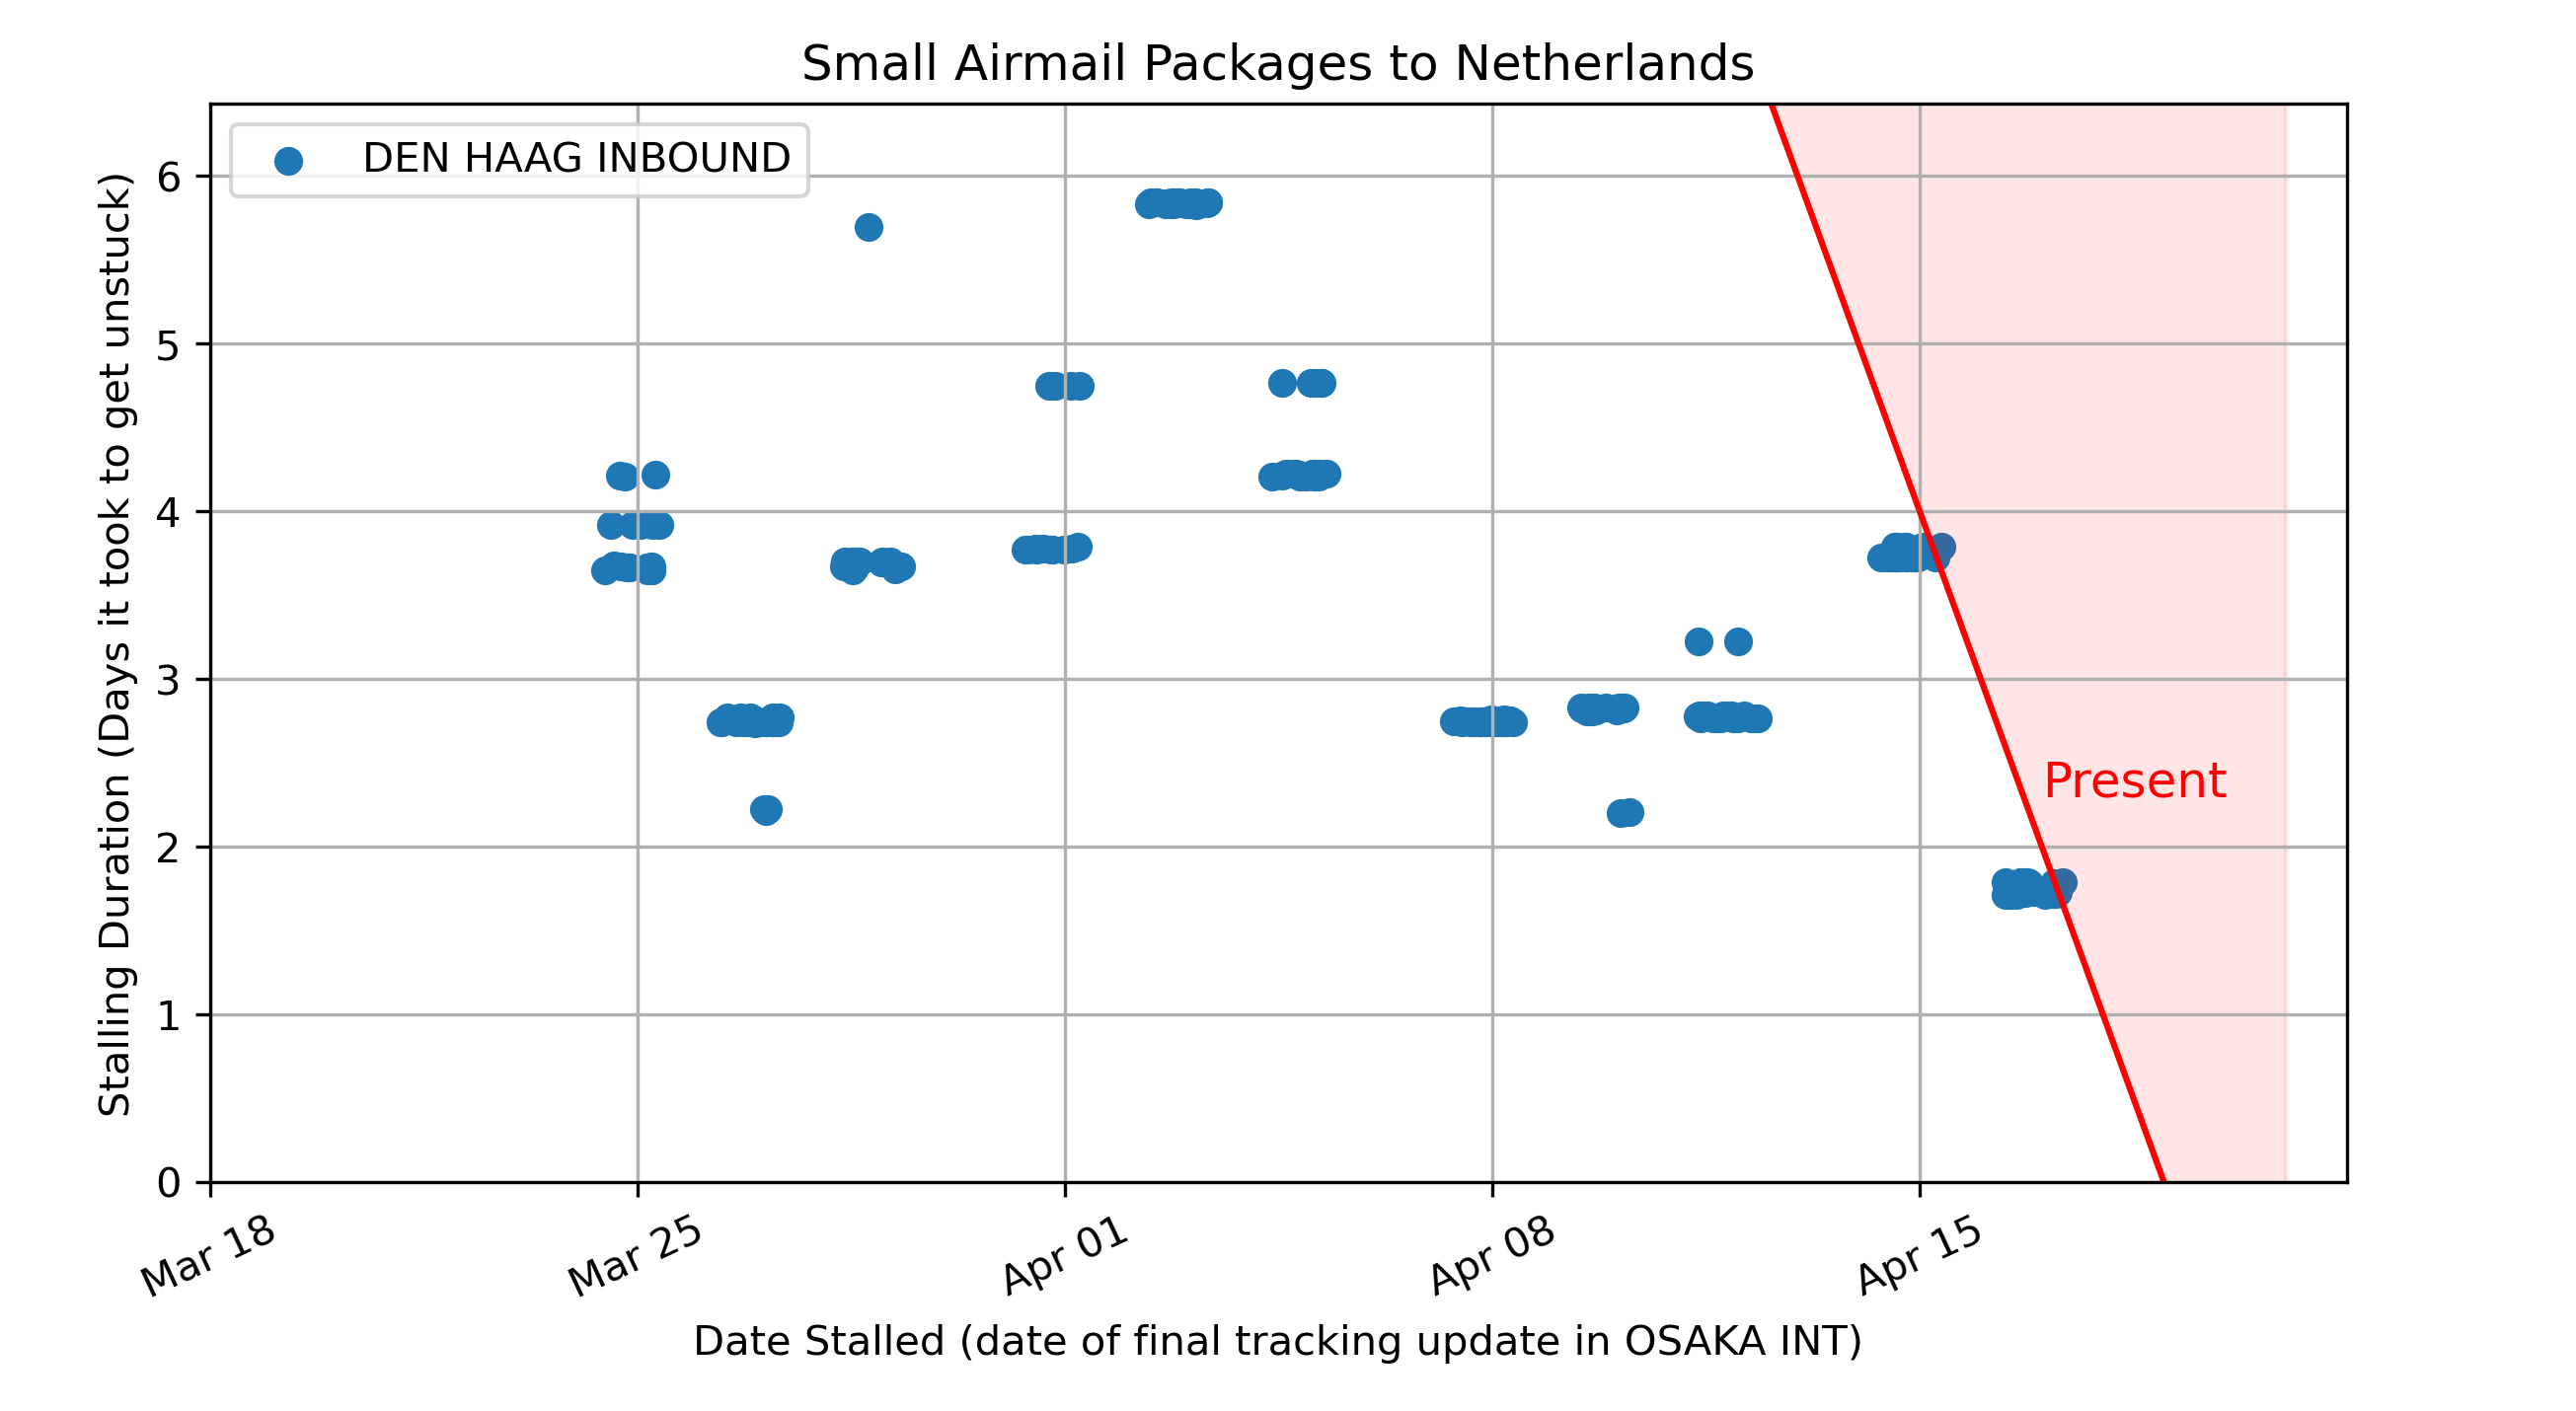 Small Airmail Packages to Netherlands
DEN HAAG INBOUND
Stalling Duration (Days it took to get unstuck)
6
5
4
3
2
1
0
Present
Mar 18
Mar 25
Apr 01
Apr 08
Apr 15
Date Stalled (date of final tracking update in OSAKA INT)